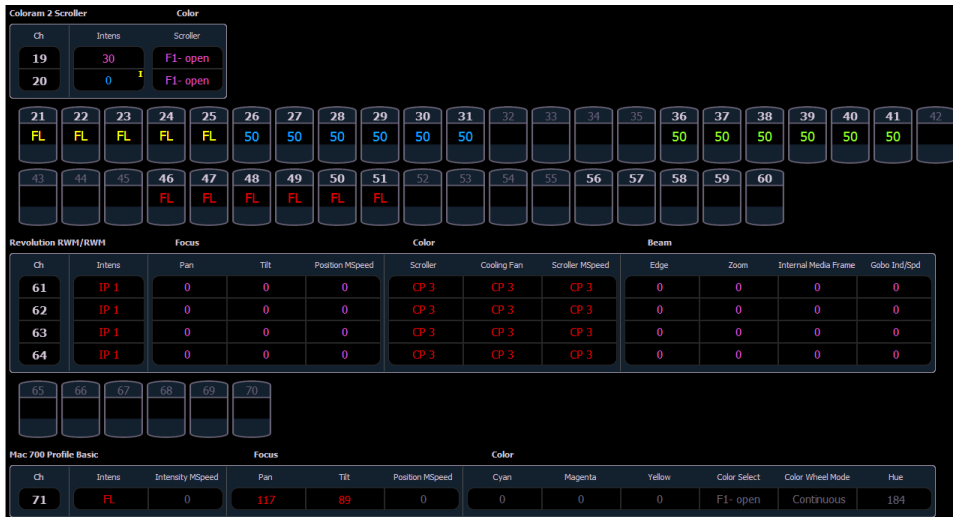 Coloram 2 Scroller Color
Ch Intens Scroller
19 30 F1- open
20 0 I F1- open
21 22 23 24 25 26 27 28 29 30 31 32 33 34 35 36 37 38 39 40 41 42
FL FL FL FL FL 50 50 50 50 50 50 50 50 50 50 50 50
43 44 45 46 47 48 49 50 51 52 53 54 55 56 57 58 59 60
FL FL FL FL FL FL
Revolution RWM/RWM Focus Color Beam
Ch Intens Pan Tilt Position MSpeed Scroller Cooling Fan Scroller MSpeed Edge Zoom Internal Media Frame Gobo Ind/Spd
61 IP 1 0 0 0 CP 3 CP 3 CP 3 0 0 0 0
62 IP 1 0 0 0 CP 3 CP 3 CP 3 0 0 0 0
63 IP 1 0 0 0 CP 3 CP 3 CP 3 0 0 0 0
64 IP 1 0 0 0 CP 3 CP 3 CP 3 0 0 0 0
65 66 67 68 69 70
Mac 700 Profile Basic Focus Color
Ch Intens Intensity MSpeed Pan Tilt Position MSpeed Cyan Magenta Yellow Color Select Color Wheel Mode Hue
71 FL 0 117 89 0 0 0 0 F1- open Continuous 184